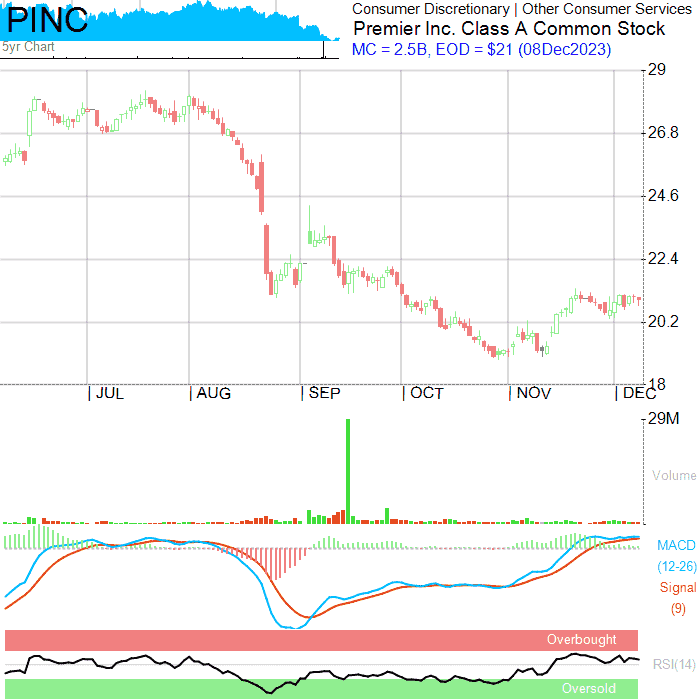 PINC
5yr Chart
Consumer Discretionary | Other Consumer Services
Premier Inc. Class A Common Stock
MC = 2.5B, EOD = $21 (08Dec2023)
29
26.8
24.6
22.4
20.2
18
JUL
AUG
SEP
OCT
NOV
DEC
29M
Volume
MACD
(12-26)
Signal
(9)
Overbought
RSI(14)
Oversold